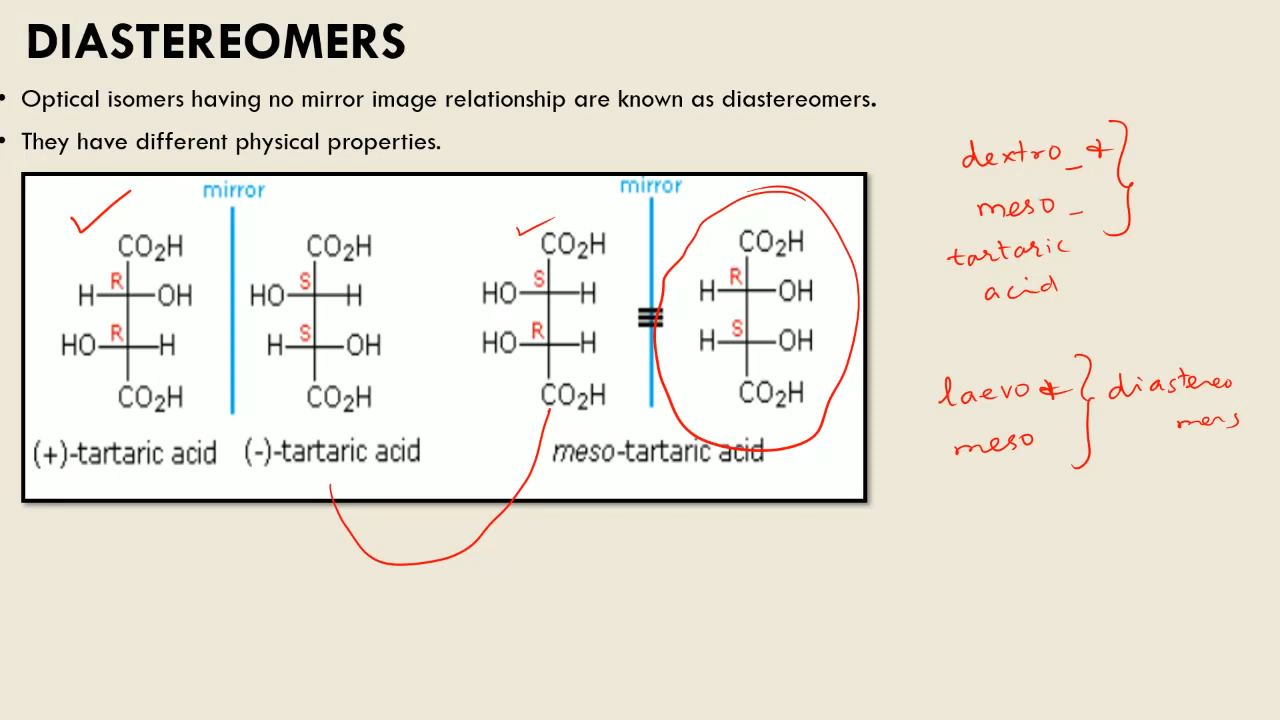 DIASTEREOMERS
• Optical isomers having no mirror image relationship are known as diastereomers.
• They have different physical properties.
mirror
mirror
CO₂H
CO₂H
CO₂H
CO₂H
R
H
OH
S
HO
H
S
HO
H
R
H
OH
R
HO
H
S
H
OH
R
HO
H
S
H
OH
CO₂H
CO₂H
CO₂H
CO₂H
(+)-tartaric acid
(-)-tartaric acid
meso-tartaric acid
dextro - &
meso -
tartaric
acid
laevo &
meso
diastereo
mers